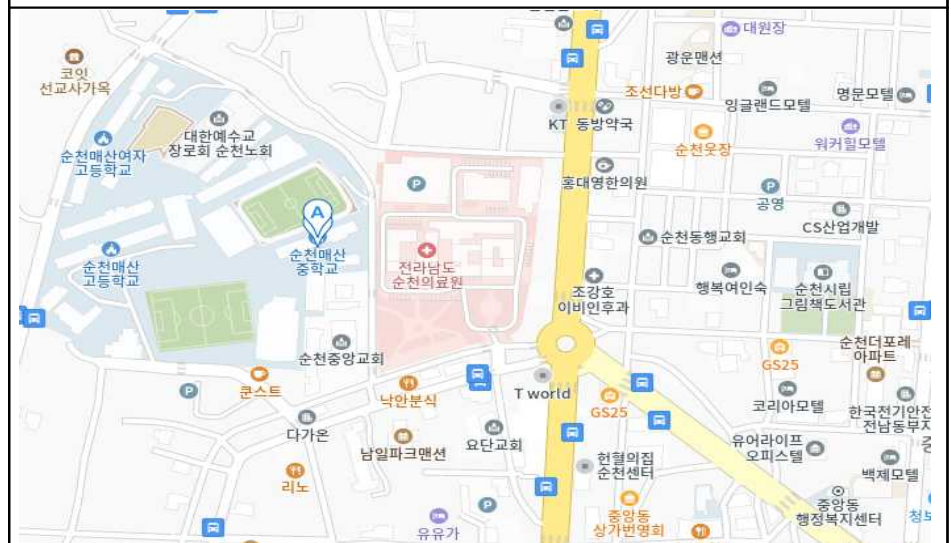 대원장
광운맨션
코잇
선교사가옥
조선다방
잉글랜드모텔
명문모텔
KT
동방약국
대한예수교
장로회 순천노회
순천매산여자
고등학교
순천웃장
워커힐모텔
P
홍대영한의원
P
공영
A
CS산업개발
순천동행교회
순천매산
고등학교
순천매산
중학교
전라남도
순천의료원
조강호
이비인후과
행복여인숙
순천시립
그림책도서관
순천중앙교회
순천더포레
아파트
GS25
P
쿤스트
낙안분식
T world
GS25
코리아모텔
한국전기안전
전남동부지
다가온
남일파크맨션
요단교회
유어라이프
오피스텔
중
리노
헌혈의집
순천센터
백제모텔
P
유유가
중앙동
상가번영회
중앙동
행정복지센터
청보